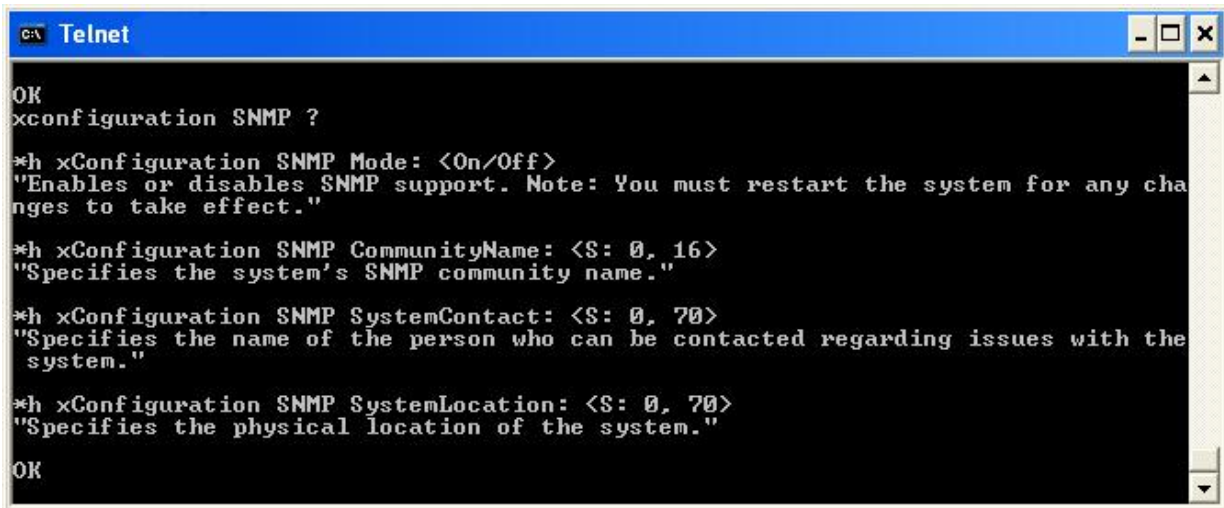 Telnet
OK
xconfiguration SNMP ?
*h xConfiguration SNMP Mode: <On/Off>
"Enables or disables SNMP support. Note: You must restart the system for any cha
nges to take effect."
*h xConfiguration SNMP CommunityName: <S: 0, 16>
"Specifies the system's SNMP community name."
*h xConfiguration SNMP SystemContact: <S: 0, 70>
"Specifies the name of the person who can be contacted regarding issues with the
 system."
*h xConfiguration SNMP SystemLocation: <S: 0, 70>
"Specifies the physical location of the system."
OK